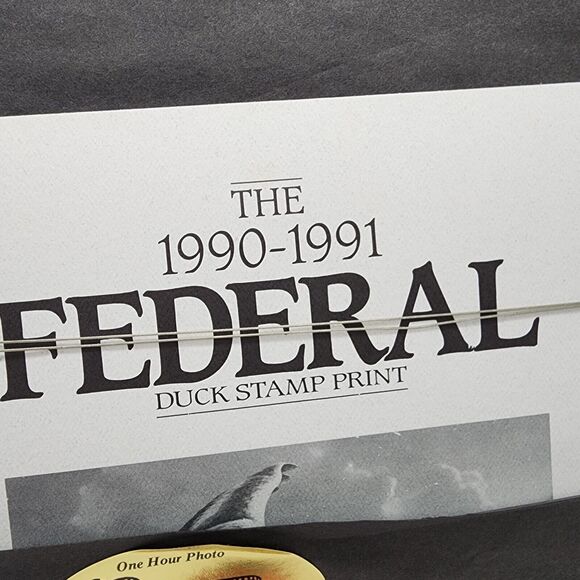 THE
1990-1991
FEDERAL
DUCK STAMP PRINT
One Hour Photo